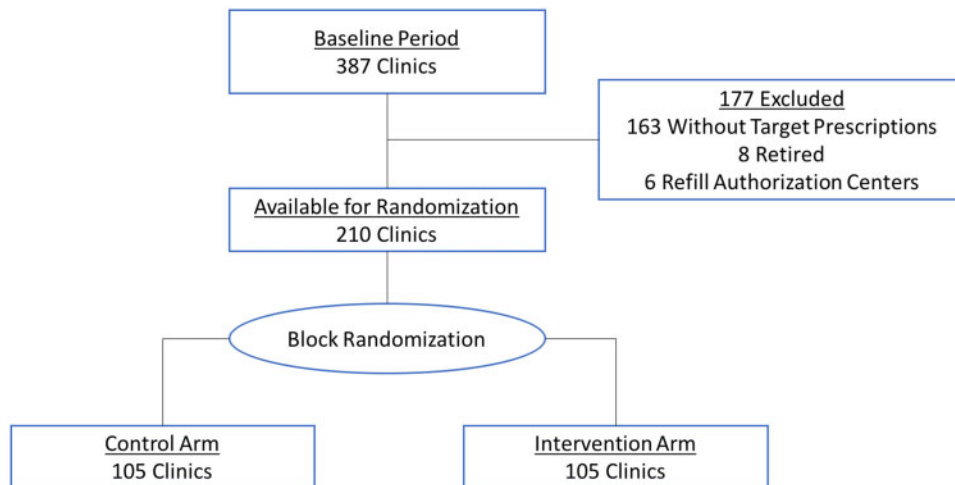 Baseline Period
387 Clinics
177 Excluded
163 Without Target Prescriptions
8 Retired
6 Refill Authorization Centers
Available for Randomization
210 Clinics
Block Randomization
Control Arm
105 Clinics
Intervention Arm
105 Clinics